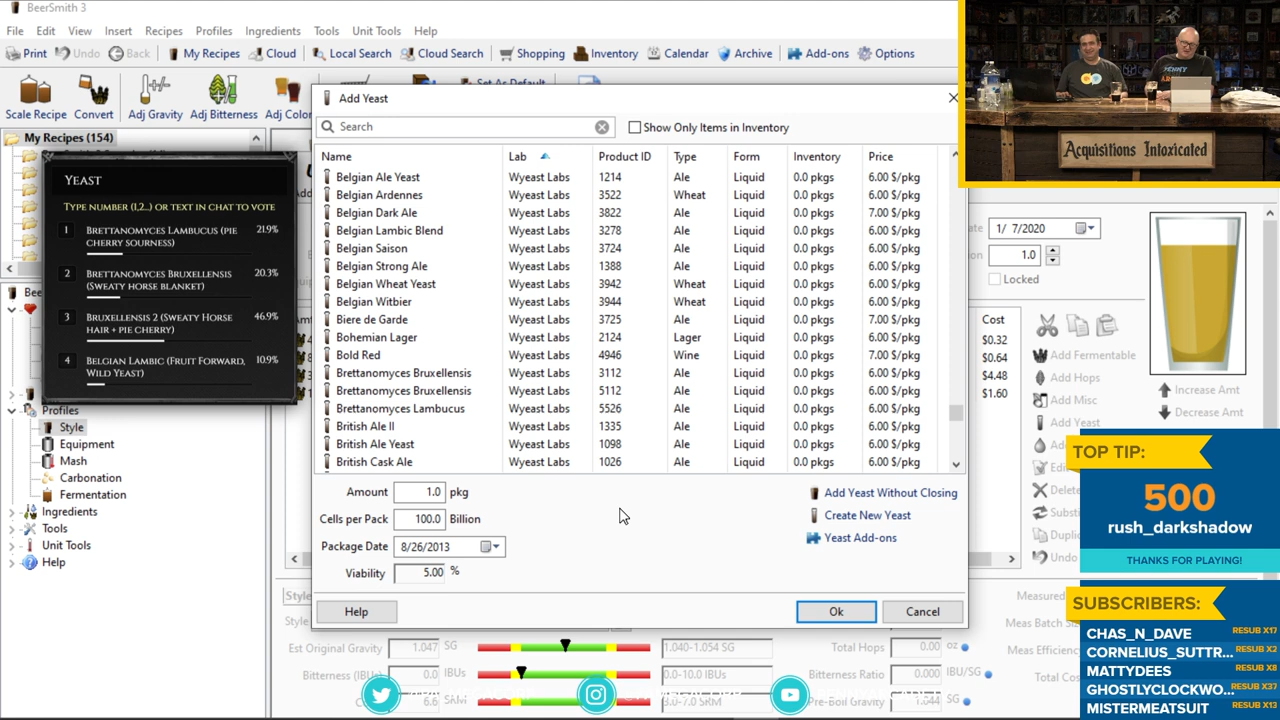 BeerSmith 3
File Edit View Insert Recipes Profiles Ingredients Tools Unit Tools Help
Print Undo Back My Recipes Cloud Local Search Cloud Search Shopping Inventory Calendar Archive Add-ons Options
Set As Default
Scale Recipe Convert Adj Gravity Adj Bitterness Adj Color
My Recipes (154)
Yeast
Type number (1,2...) or text in chat to vote
1 Brettanomyces Lambucus (pie 21.9%
cherry sourness)
2 Brettanomyces Bruxellensis 20.3%
(Sweaty horse blanket)
3 Bruxellensis 2 (Sweaty Horse 46.9%
hair + pie cherry)
4 Belgian Lambic (Fruit Forward, 10.9%
Wild Yeast)
Profiles
Style
Equipment
Mash
Carbonation
Fermentation
Ingredients
Tools
Unit Tools
Help
Add Yeast
Search Show Only Items in Inventory
Name Lab Product ID Type Form Inventory Price
Belgian Ale Yeast Wyeast Labs 1214 Ale Liquid 0.0 pkgs 6.00 $/pkg
Belgian Ardennes Wyeast Labs 3522 Wheat Liquid 0.0 pkgs 6.00 $/pkg
Belgian Dark Ale Wyeast Labs 3822 Ale Liquid 0.0 pkgs 7.00 $/pkg
Belgian Lambic Blend Wyeast Labs 3278 Ale Liquid 0.0 pkgs 6.00 $/pkg
Belgian Saison Wyeast Labs 3724 Ale Liquid 0.0 pkgs 6.00 $/pkg
Belgian Strong Ale Wyeast Labs 1388 Ale Liquid 0.0 pkgs 6.00 $/pkg
Belgian Wheat Yeast Wyeast Labs 3942 Wheat Liquid 0.0 pkgs 6.00 $/pkg
Belgian Witbier Wyeast Labs 3944 Wheat Liquid 0.0 pkgs 6.00 $/pkg
Biere de Garde Wyeast Labs 3725 Ale Liquid 0.0 pkgs 7.00 $/pkg
Bohemian Lager Wyeast Labs 2124 Lager Liquid 0.0 pkgs 6.00 $/pkg
Bold Red Wyeast Labs 4946 Wine Liquid 0.0 pkgs 7.00 $/pkg
Brettanomyces Bruxellensis Wyeast Labs 3112 Ale Liquid 0.0 pkgs 6.00 $/pkg
Brettanomyces Bruxellensis Wyeast Labs 5112 Ale Liquid 0.0 pkgs 6.00 $/pkg
Brettanomyces Lambucus Wyeast Labs 5526 Ale Liquid 0.0 pkgs 6.00 $/pkg
British Ale II Wyeast Labs 1335 Ale Liquid 0.0 pkgs 6.00 $/pkg
British Ale Yeast Wyeast Labs 1098 Ale Liquid 0.0 pkgs 6.00 $/pkg
British Cask Ale Wyeast Labs 1026 Ale Liquid 0.0 pkgs 6.00 $/pkg
Amount 1.0 pkg
Cells per Pack 100.0 Billion
Package Date 8/26/2013
Viability 5.00 %
Add Yeast Without Closing
Create New Yeast
Yeast Add-ons
Help Ok Cancel
Acquisitions Intoxicated
1/ 7/2020
1.0
Locked
Cost
$0.32
$0.64
$4.48
$1.60
Add Fermentable
Add Hops
Add Misc
Add Yeast
Increase Amt
Decrease Amt
Est Original Gravity 1.047 SG 1.040-1.054 SG Total Hops 0.00 oz
Bitterness (IBUs) 0.0 IBUs 0.0-10.0 IBUs Bitterness Ratio 0.000 IBU/SG
6.6 3.0-7.0 SRM Pre-Boil Gravity 1.044 SG
TOP TIP:
500
rush_darkshadow
THANKS FOR PLAYING!
SUBSCRIBERS:
CHAS_N_DAVE RESUB X17
CORNELIUS_SUTTR... RESUB X2
MATTYDEES RESUB X8
GHOSTLYCLOCKWO... RESUB X37
MISTERMEATSUIT RESUB X13